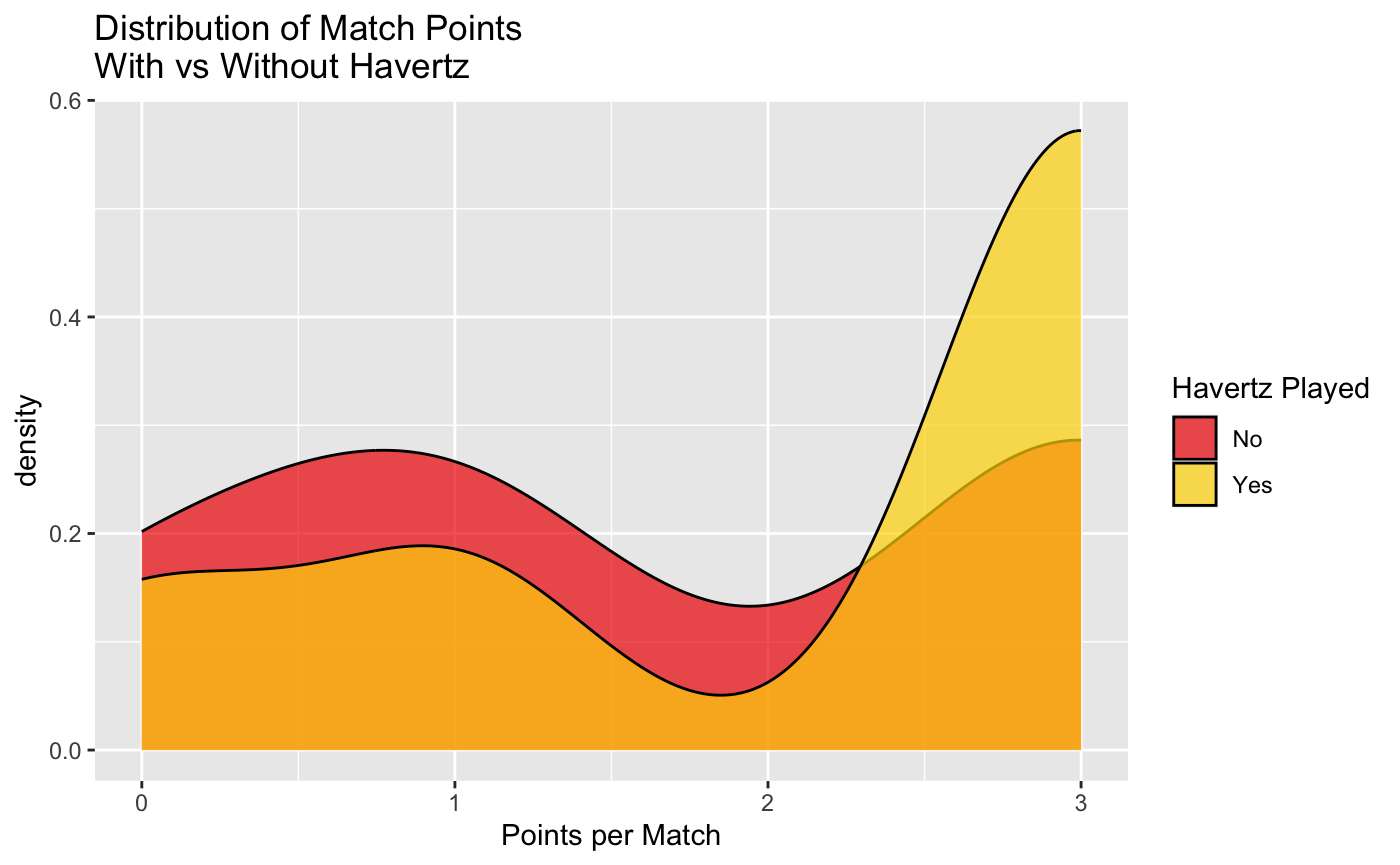 Distribution of Match Points
With vs Without Havertz
0.6
0.4
0.2
0.0
density
0
1
2
3
Points per Match
Havertz Played
No
Yes